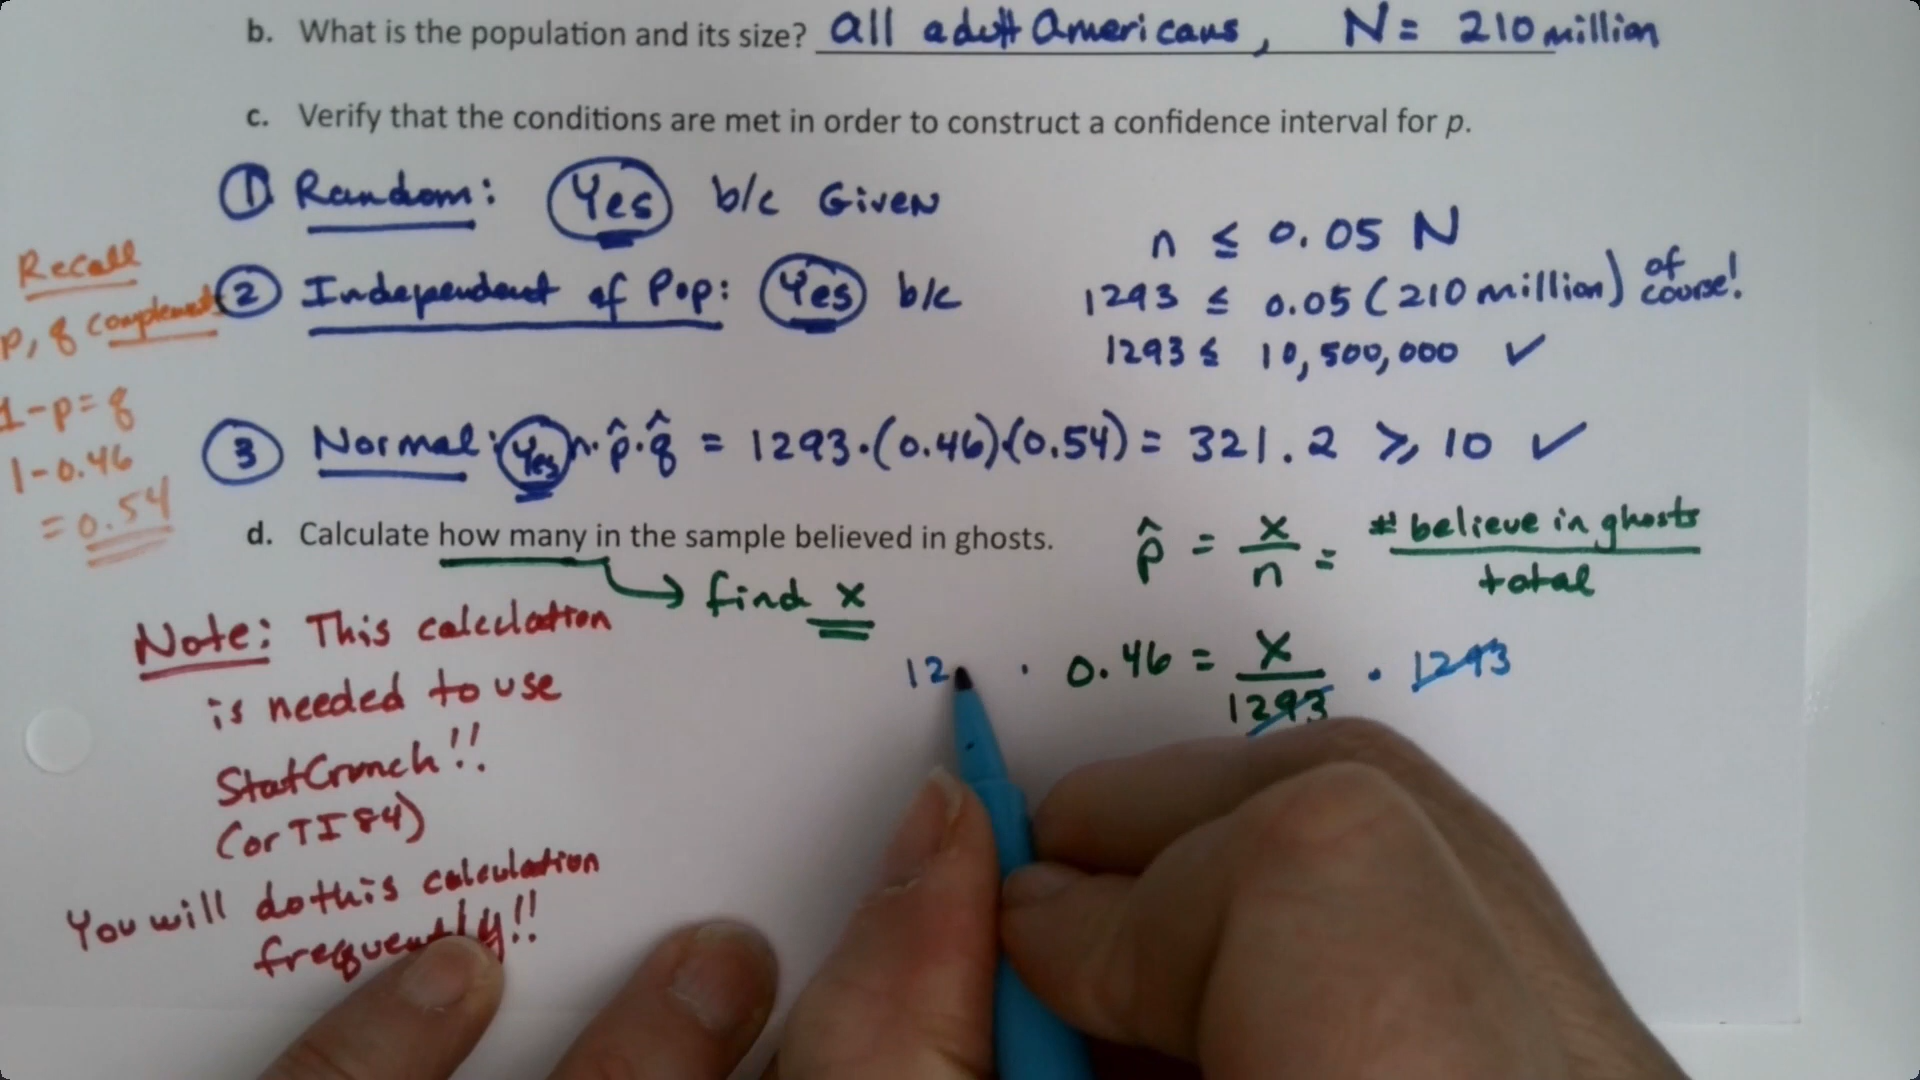 b. What is the population and its size? all adult Americans, N = 210 million
c. Verify that the conditions are met in order to construct a confidence interval for p.
① Random: Yes b/c Given
n ≤ 0.05 N
② Independent of Pop: Yes b/c 1293 ≤ 0.05 (210 million) of course!
1293 ≤ 10,500,000 ✓
Recall
p, q complements
1-p=q
1-0.46
=0.54
③ Normal: Yes n·p̂·q̂ = 1293·(0.46)(0.54) = 321.2 ≥ 10 ✓
d. Calculate how many in the sample believed in ghosts.
→ find x
p̂ = x/n = # believe in ghosts / total
12 · 0.46 = x/1293 · 1293
Note: This calculation
is needed to use
StatCrunch!!
(or TI84)
You will do this calculation
frequently!!